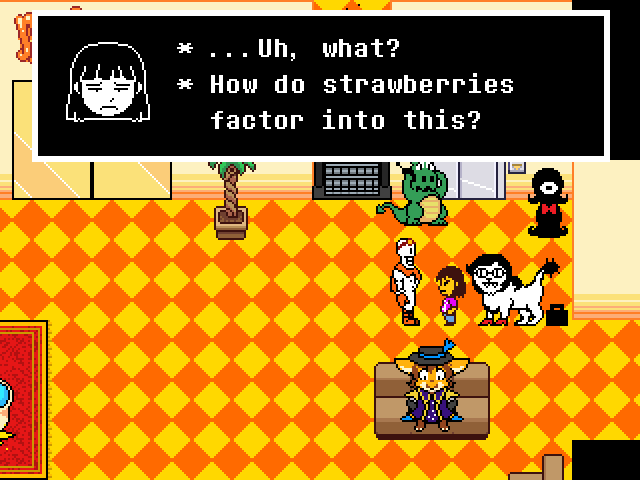 * ...Uh, what?
* How do strawberries
factor into this?